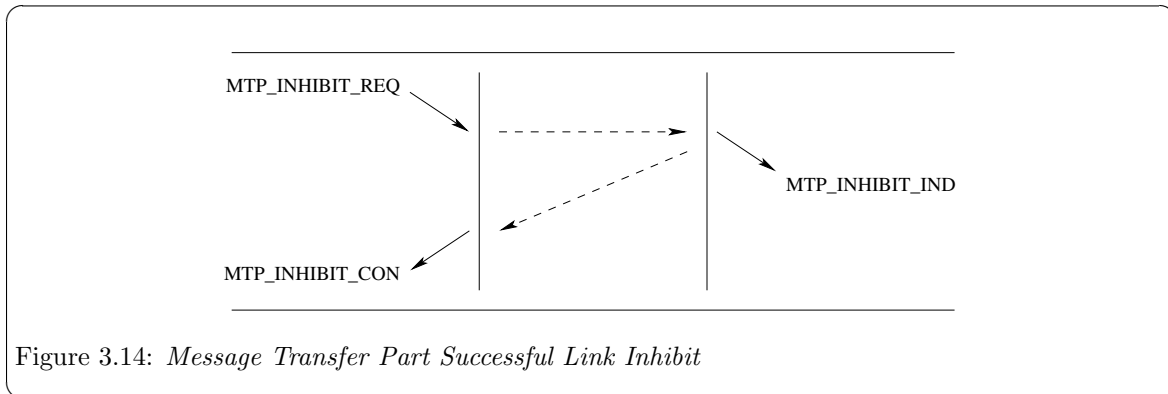 MTP_INHIBIT_REQ
MTP_INHIBIT_IND
MTP_INHIBIT_CON
Figure 3.14: Message Transfer Part Successful Link Inhibit